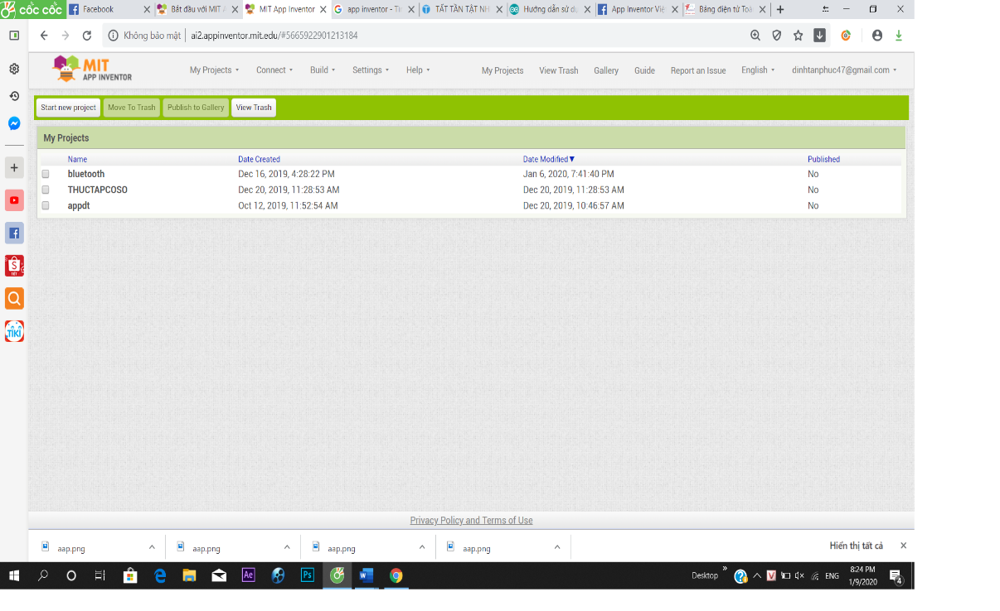 cốc cốc Facebook Bắt đầu với MIT A MIT App Inventor app inventor - Tì TẤT TẦN TẬT NH Hướng dẫn sử dụ App Inventor Việ Bảng điện tử Toà
Không bảo mật ai2.appinventor.mit.edu/#5665922901213184
MIT
APP INVENTOR
My Projects Connect Build Settings Help My Projects View Trash Gallery Guide Report an Issue English dinhtanphuc47@gmail.com
Start new project Move To Trash Publish to Gallery View Trash
My Projects
Name Date Created Date Modified Published
bluetooth Dec 16, 2019, 4:28:22 PM Jan 6, 2020, 7:41:40 PM No
THUCTAPCOSO Dec 20, 2019, 11:28:53 AM Dec 20, 2019, 11:28:53 AM No
appdt Oct 12, 2019, 11:52:54 AM Dec 20, 2019, 10:46:57 AM No
TẾT
TIKI
Privacy Policy and Terms of Use
aap.png aap.png aap.png aap.png Hiển thị tất cả
Ae Ps Desktop ENG 8:24 PM
1/9/2020
4